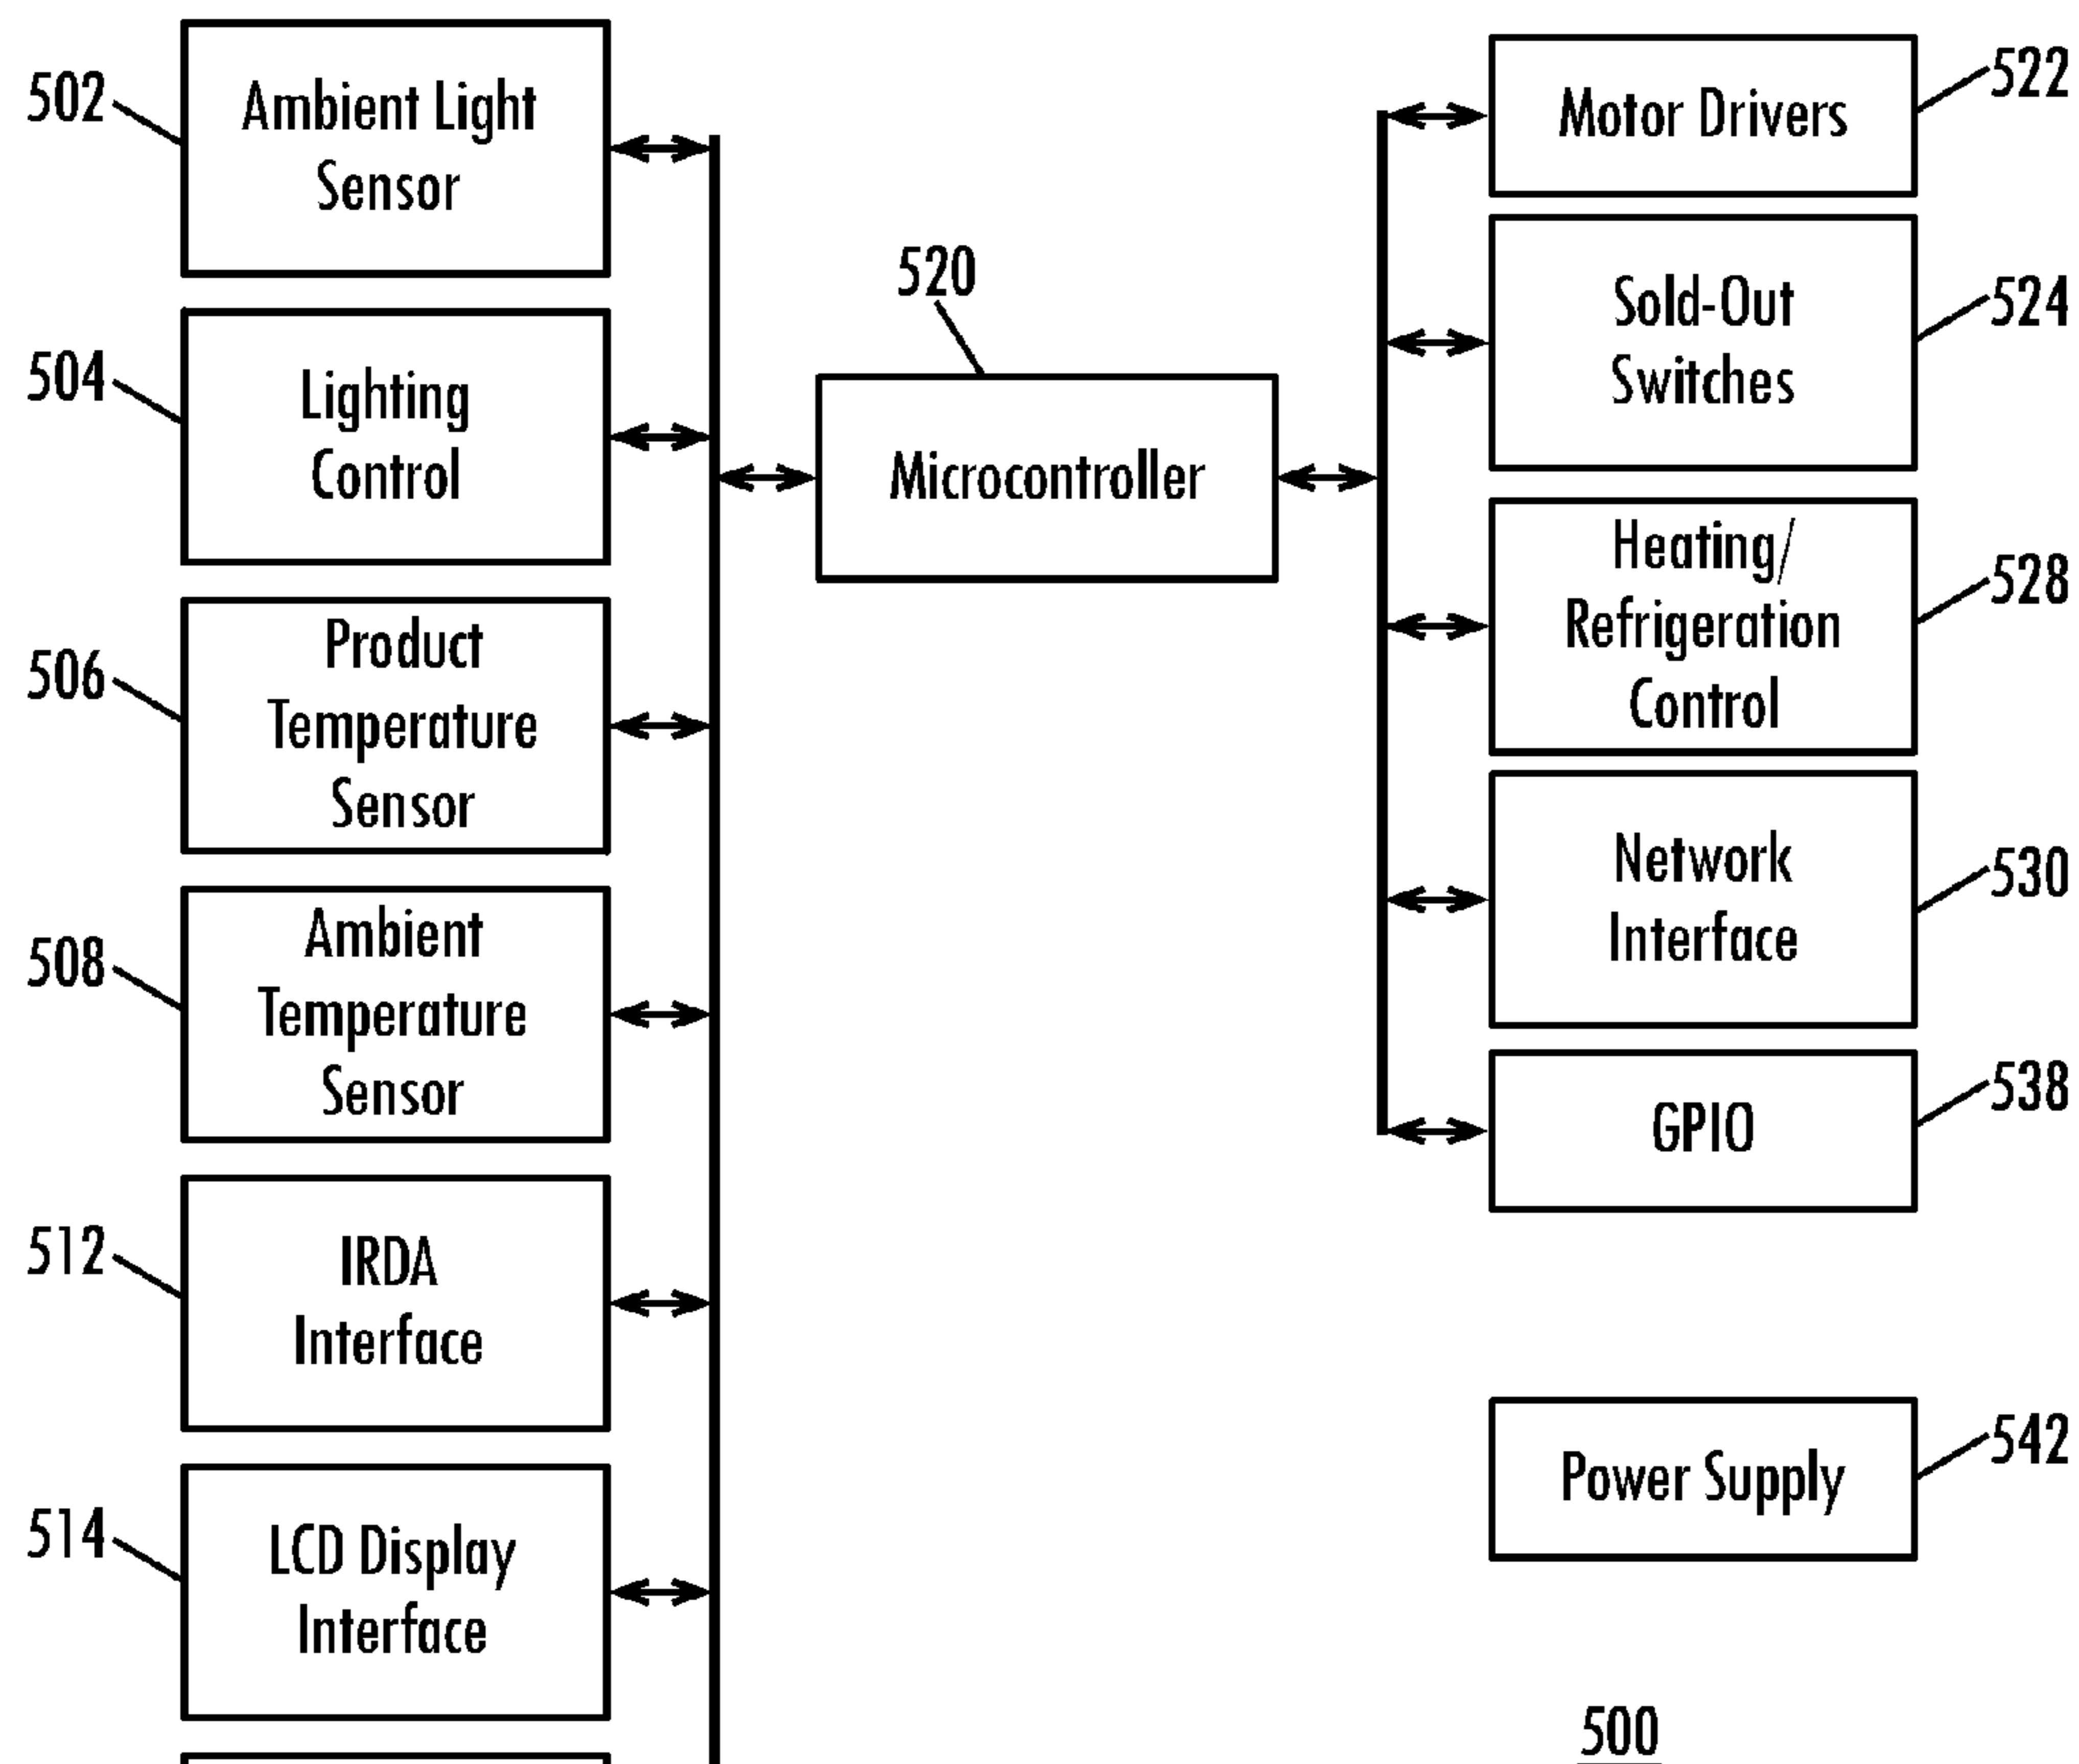 502
Ambient Light
Sensor
504
Lighting
Control
506
Product
Temperature
Sensor
508
Ambient
Temperature
Sensor
512
IRDA
Interface
514
LCD Display
Interface
520
Microcontroller
Motor Drivers
522
Sold-Out
Switches
524
Heating/
Refrigeration
Control
528
Network
Interface
530
GPIO
538
Power Supply
542
500